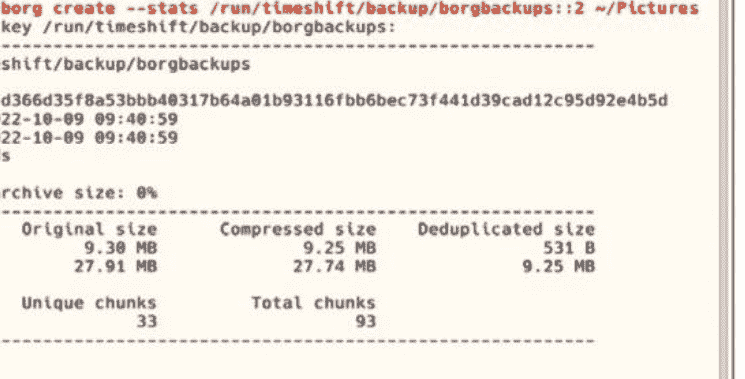 borg create --stats /run/timeshift/backup/borgbackups::2 ~/Pictures
key /run/timeshift/backup/borgbackups:
------------------------------------------------------------------------------
shift/backup/borgbackups
d366d35f8a53bbb40317b64a01b93116fbb6bec73f441d39cad12c95d92e4b5d
22-10-09 09:40:59
22-10-09 09:40:59
s
rchive size: 0%
------------------------------------------------------------------------------
Original size Compressed size Deduplicated size
9.30 MB 9.25 MB 531 B
27.91 MB 27.74 MB 9.25 MB
Unique chunks Total chunks
33 93
------------------------------------------------------------------------------